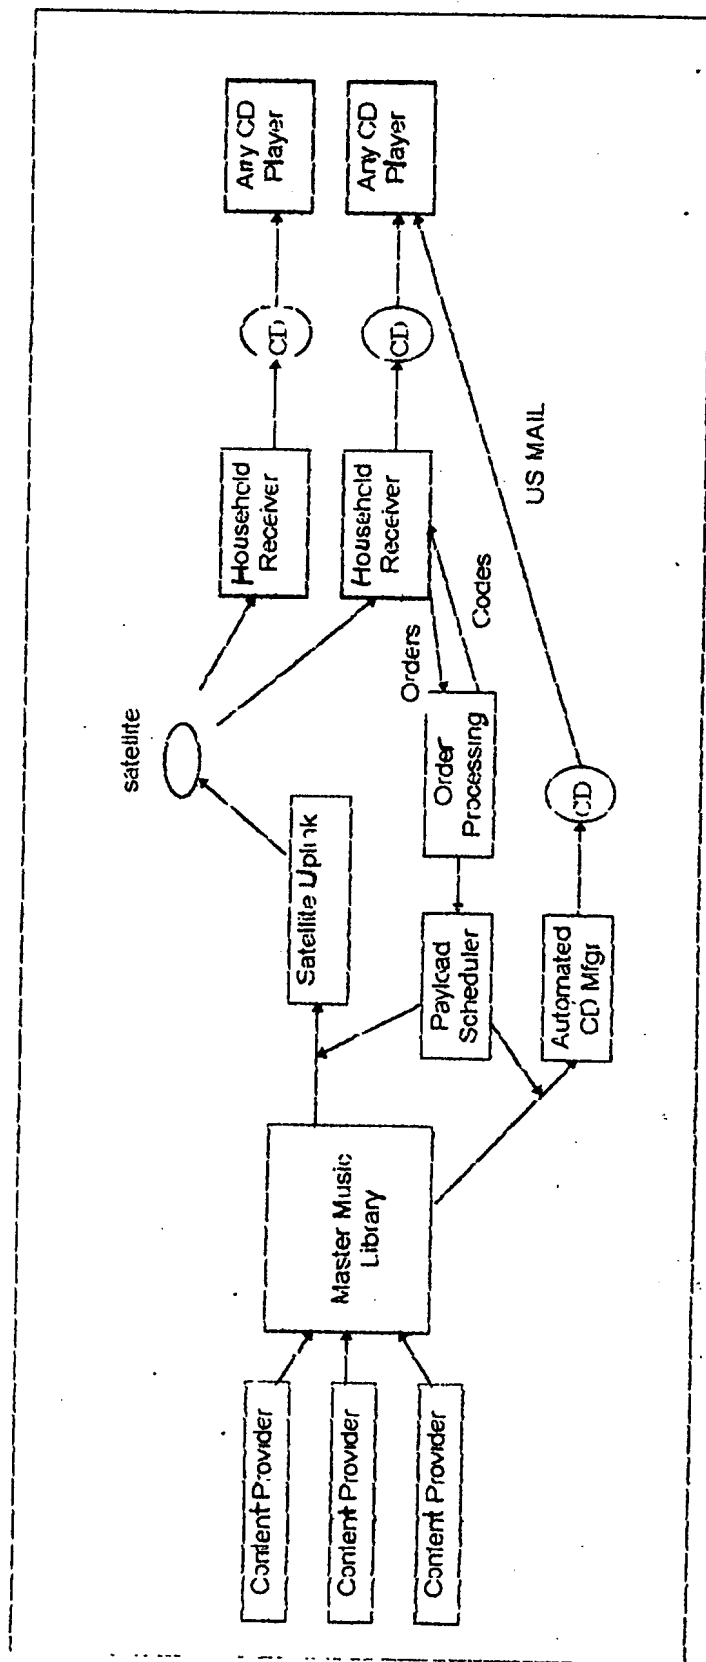 Content Provider
Content Provider
Content Provider
Master Music
Library
Satellite Uplink
satellite
Payload
Scheduler
Order
Processing
Orders
Codes
Automated
CD Mfgr
CD
US MAIL
Household
Receiver
Household
Receiver
CD
CD
Any CD
Player
Any CD
Player